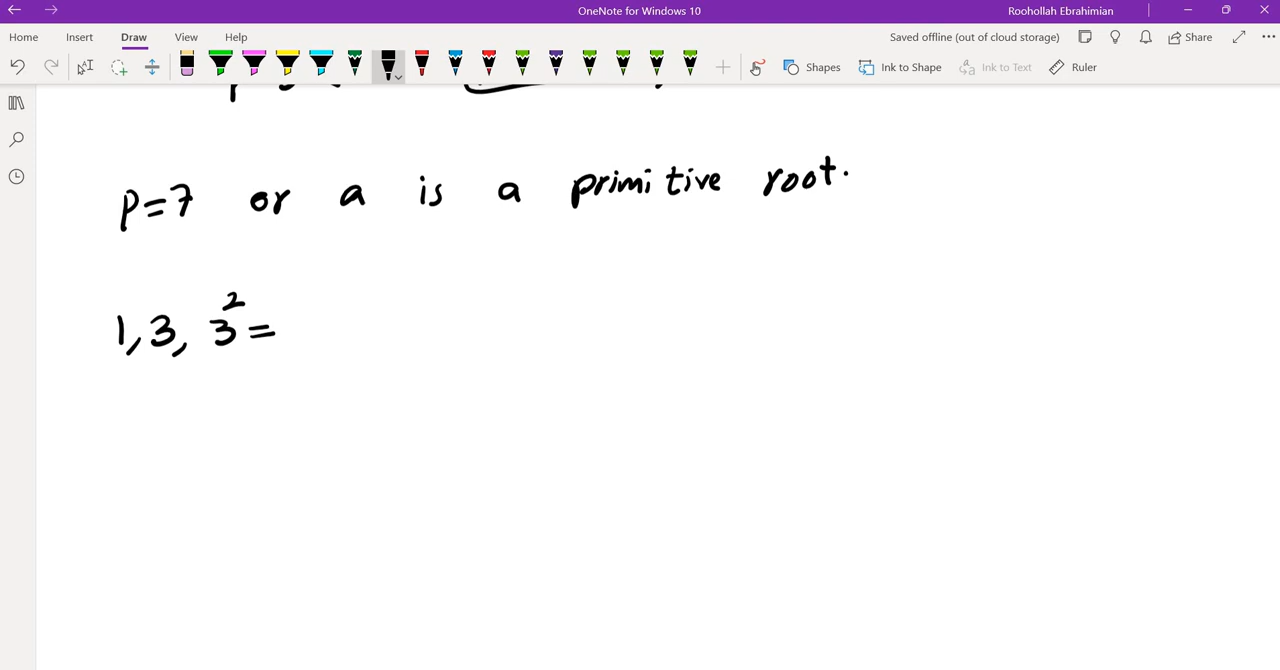 OneNote for Windows 10
Roohollah Ebrahimian
Home Insert Draw View Help
Saved offline (out of cloud storage)
Share
Shapes
Ink to Shape
Ink to Text
Ruler
p=7 or a is a primitive root.
1, 3, 3² =